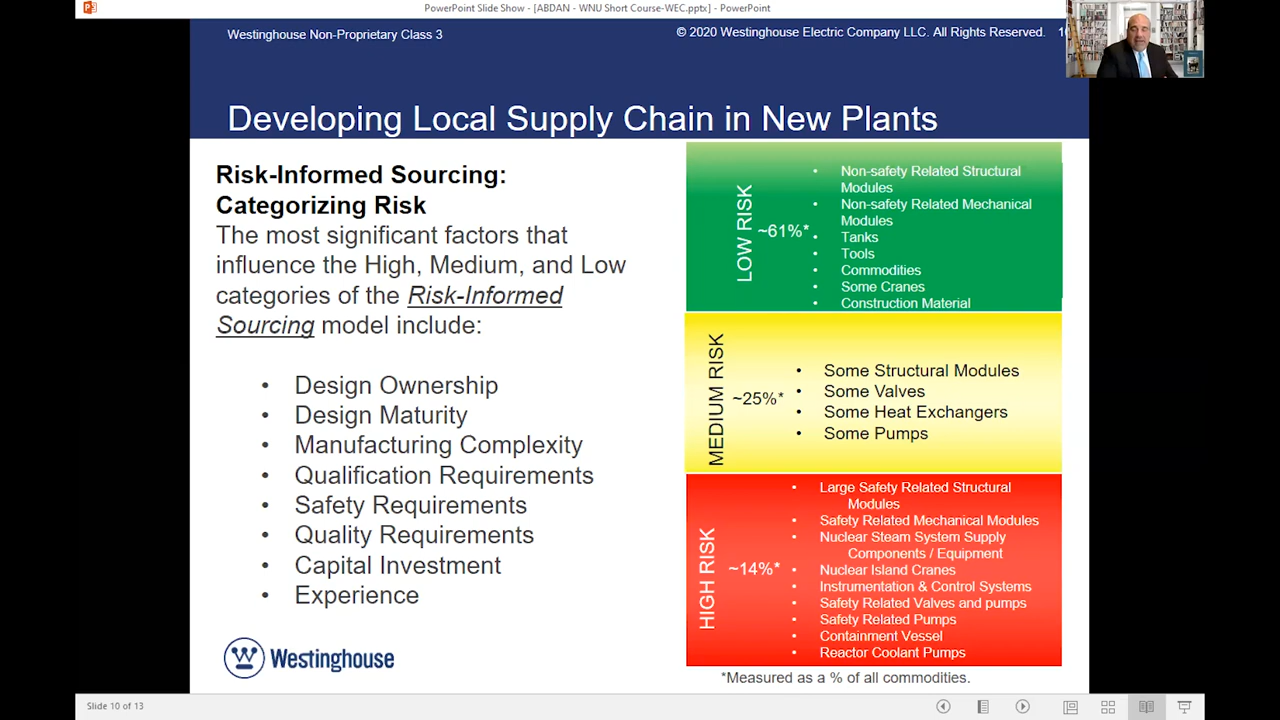 PowerPoint Slide Show - [ABDAN - WNU Short Course-WEC.pptx] - PowerPoint
Westinghouse Non-Proprietary Class 3
© 2020 Westinghouse Electric Company LLC. All Rights Reserved.
Developing Local Supply Chain in New Plants
Risk-Informed Sourcing:
Categorizing Risk
The most significant factors that
influence the High, Medium, and Low
categories of the Risk-Informed
Sourcing model include:
• Design Ownership
• Design Maturity
• Manufacturing Complexity
• Qualification Requirements
• Safety Requirements
• Quality Requirements
• Capital Investment
• Experience
Westinghouse
LOW RISK
~61%*
• Non-safety Related Structural
Modules
• Non-safety Related Mechanical
Modules
• Tanks
• Tools
• Commodities
• Some Cranes
• Construction Material
MEDIUM RISK
~25%*
• Some Structural Modules
• Some Valves
• Some Heat Exchangers
• Some Pumps
HIGH RISK
~14%*
• Large Safety Related Structural
Modules
• Safety Related Mechanical Modules
• Nuclear Steam System Supply
Components / Equipment
• Nuclear Island Cranes
• Instrumentation & Control Systems
• Safety Related Valves and pumps
• Safety Related Pumps
• Containment Vessel
• Reactor Coolant Pumps
*Measured as a % of all commodities.
Slide 10 of 13